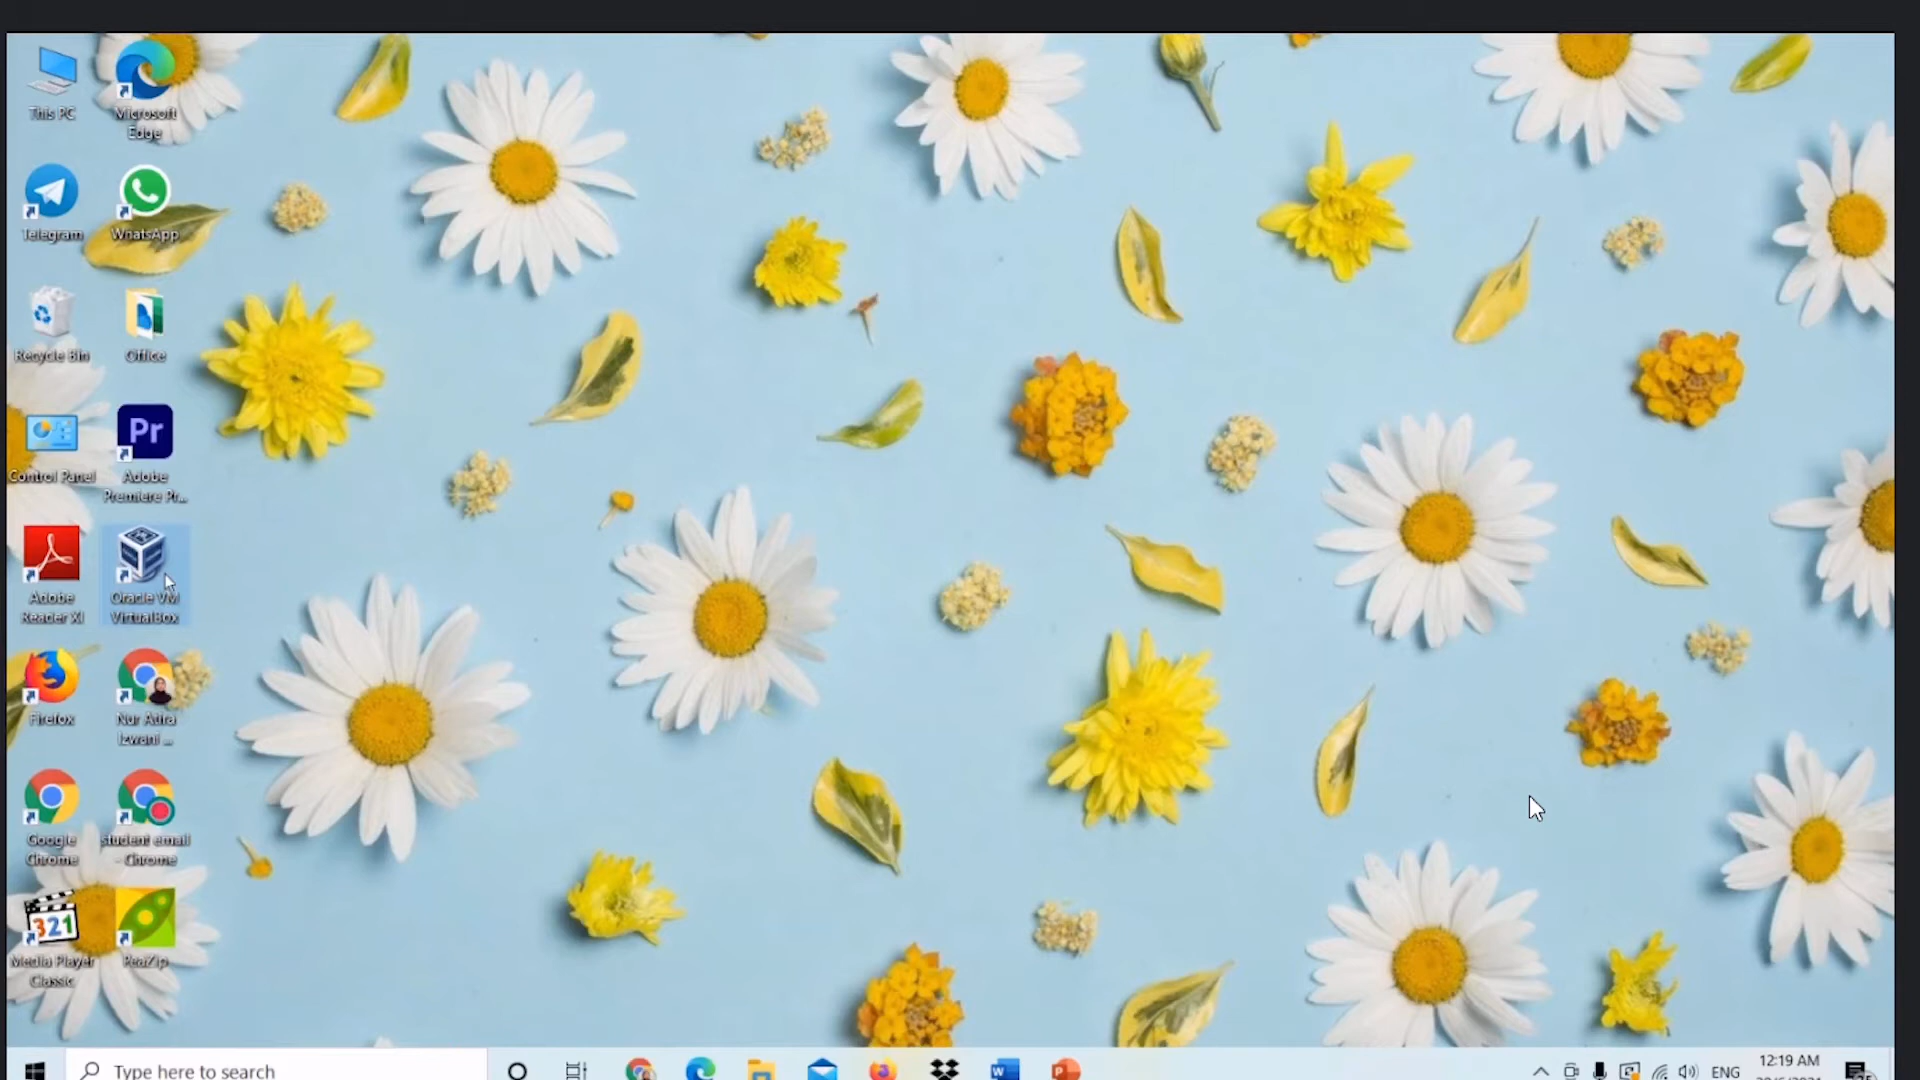 This PC
Microsoft
Edge
Telegram
WhatsApp
Recycle Bin
Office
Control Panel
Pr
Adobe
Premiere Pr...
Adobe
Reader XI
Oracle VM
VirtualBox
Firefox
Nur Atira
Izwani ...
Google
Chrome
student email
- Chrome
321
Media Player
Classic
PeaZip
Type here to search
W
P
ENG
12:19 AM